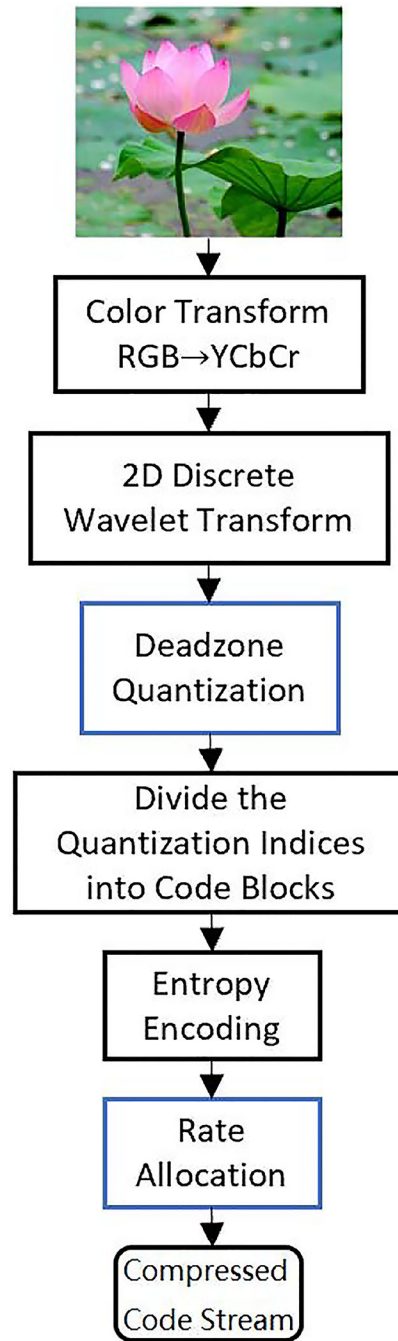 Color Transform
RGB→YCbCr
2D Discrete
Wavelet Transform
Deadzone
Quantization
Divide the
Quantization Indices
into Code Blocks
Entropy
Encoding
Rate
Allocation
Compressed
Code Stream